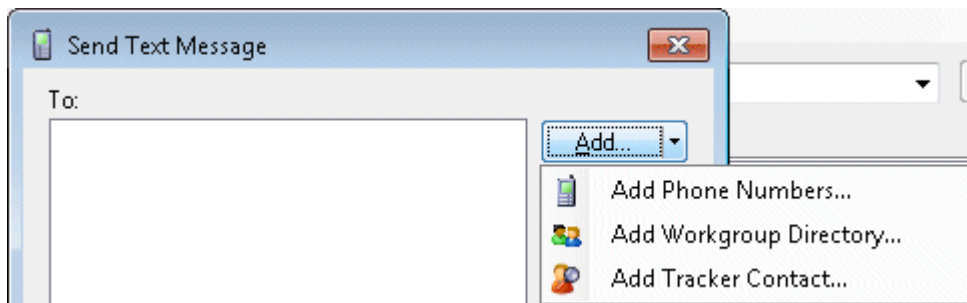 Send Text Message
To:
Add...
Add Phone Numbers...
Add Workgroup Directory...
Add Tracker Contact...